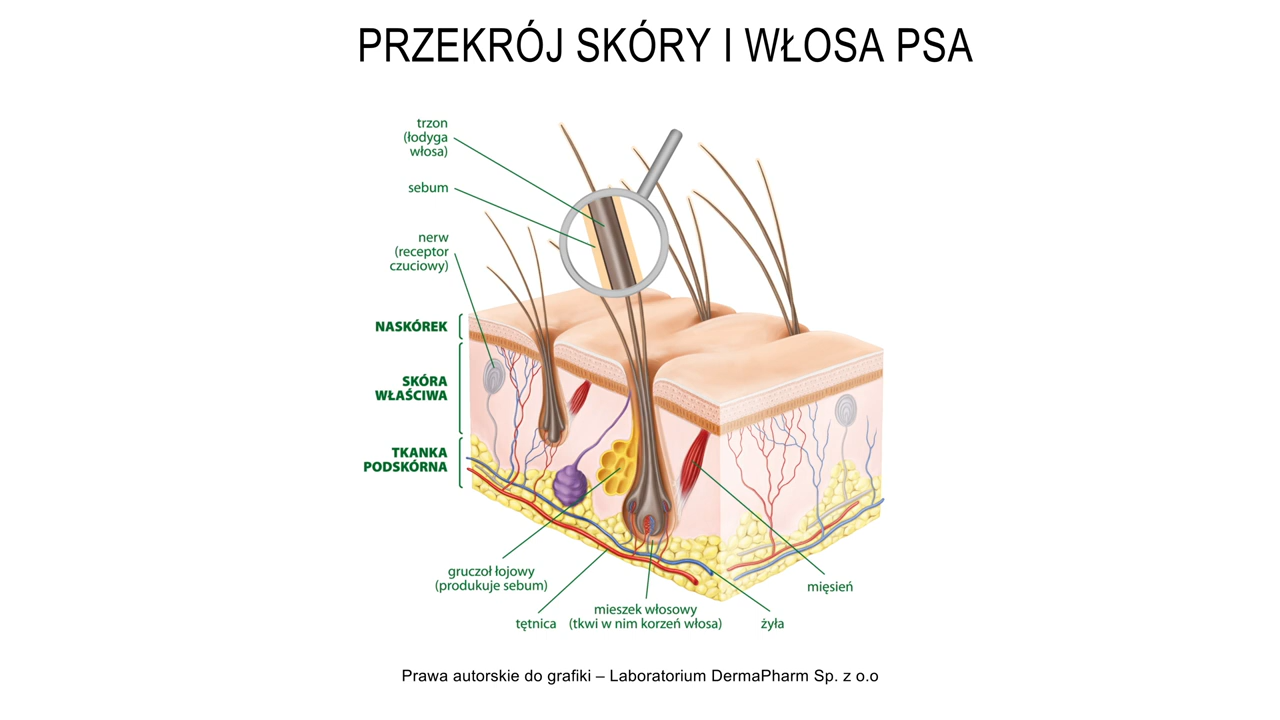 PRZEKRÓJ SKÓRY I WŁOSA PSA
trzon
(łodyga
włosa)
sebum
nerw
(receptor
czuciowy)
NASKÓREK
SKÓRA
WŁAŚCIWA
TKANKA
PODSKÓRNA
gruczoł łojowy
(produkuje sebum)
mięsień
mieszek włosowy
tętnica
(tkwi w nim korzeń włosa)
żyła
Prawa autorskie do grafiki – Laboratorium DermaPharm Sp. z o.o